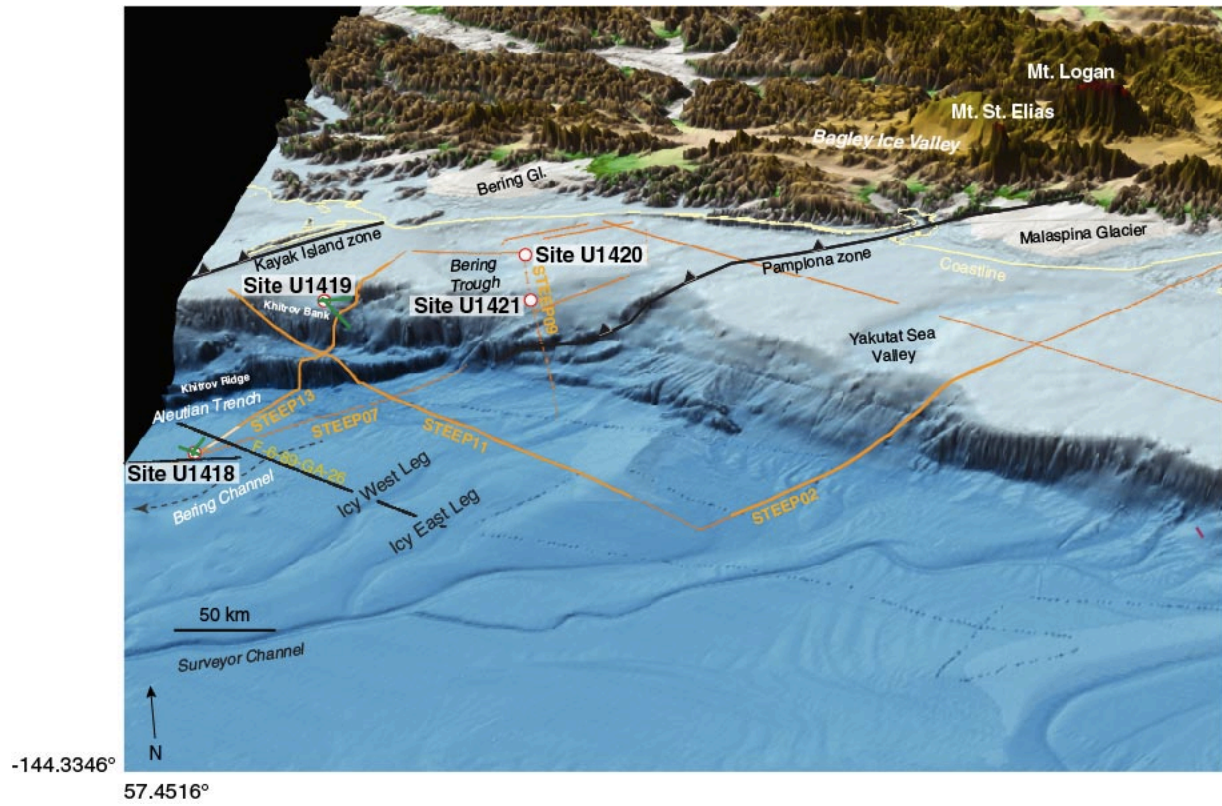 Mt. Logan
Mt. St. Elias
Bagley Ice Valley
Bering Gl.
Malaspina Glacier
Kayak Island zone
Pamplona zone
Coastline
Site U1420
Bering
Trough
Site U1419
Khitrov Bank
Site U1421
STEEP09
Yakutat Sea
Valley
Khitrov Ridge
Aleutian Trench
STEEP13
STEEP07
STEEP11
F-6-89-GA-26
Site U1418
Bering Channel
Icy West Leg
Icy East Leg
STEEP02
50 km
Surveyor Channel
N
-144.3346°
57.4516°